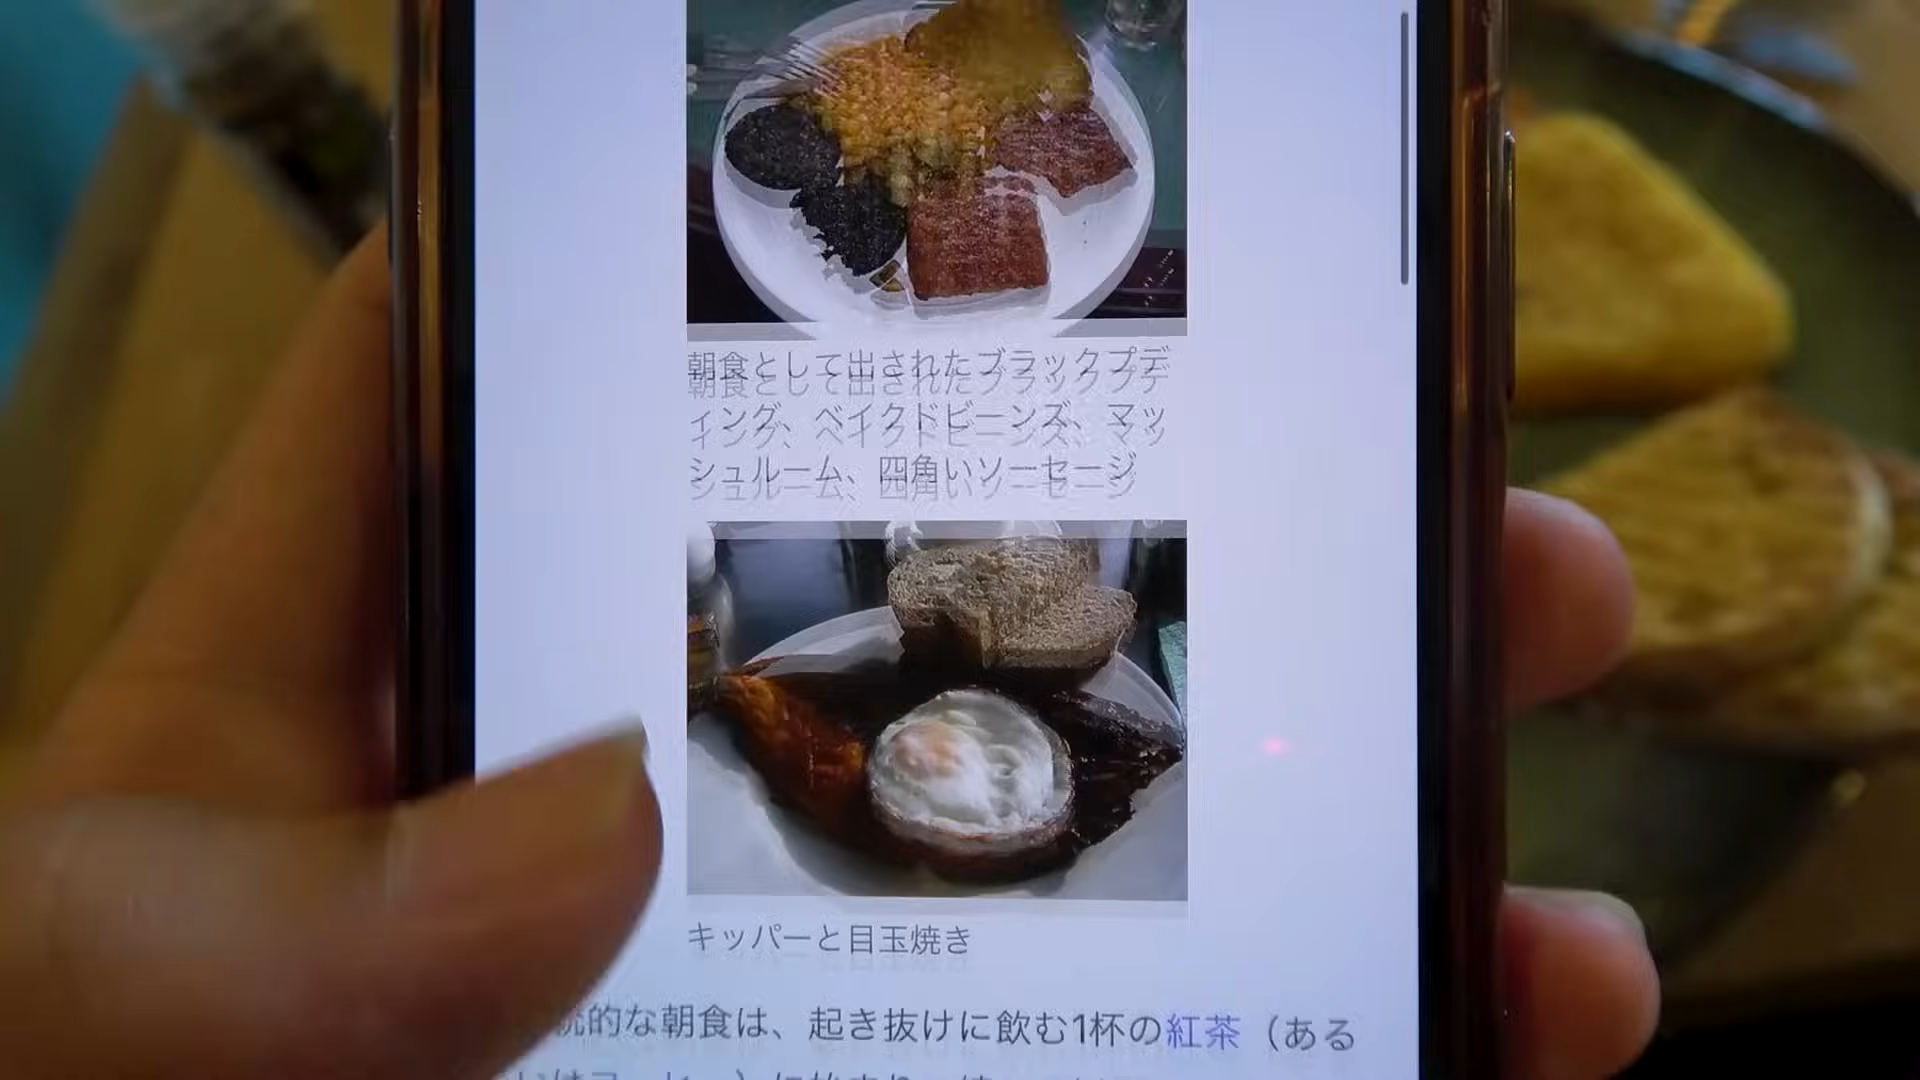 朝食として出されたブラックプデ
ィング、ベイクドビーンズ、マッ
シュルーム、四角いソーセージ
キッパーと目玉焼き
的な朝食は、起き抜けに飲む1杯の紅茶（ある